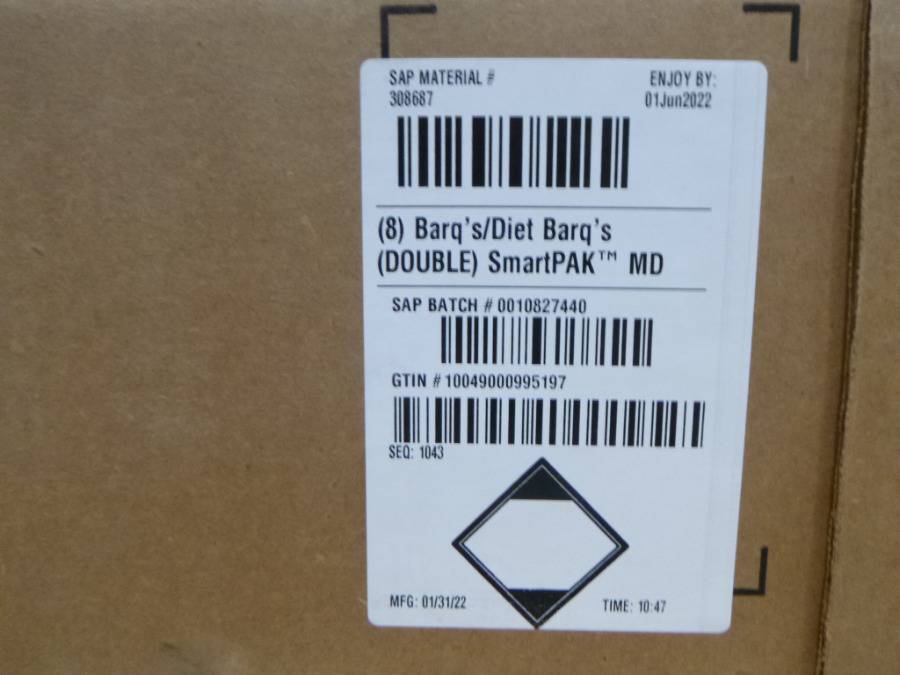 SAP MATERIAL #
ENJOY BY:
308687
01Jun2022
(8) Barq's/Diet Barq's
(DOUBLE) SmartPAK™ MD
SAP BATCH # 0010827440
GTIN # 10049000995197
SEQ: 1043
MFG: 01/31/22
TIME: 10:47